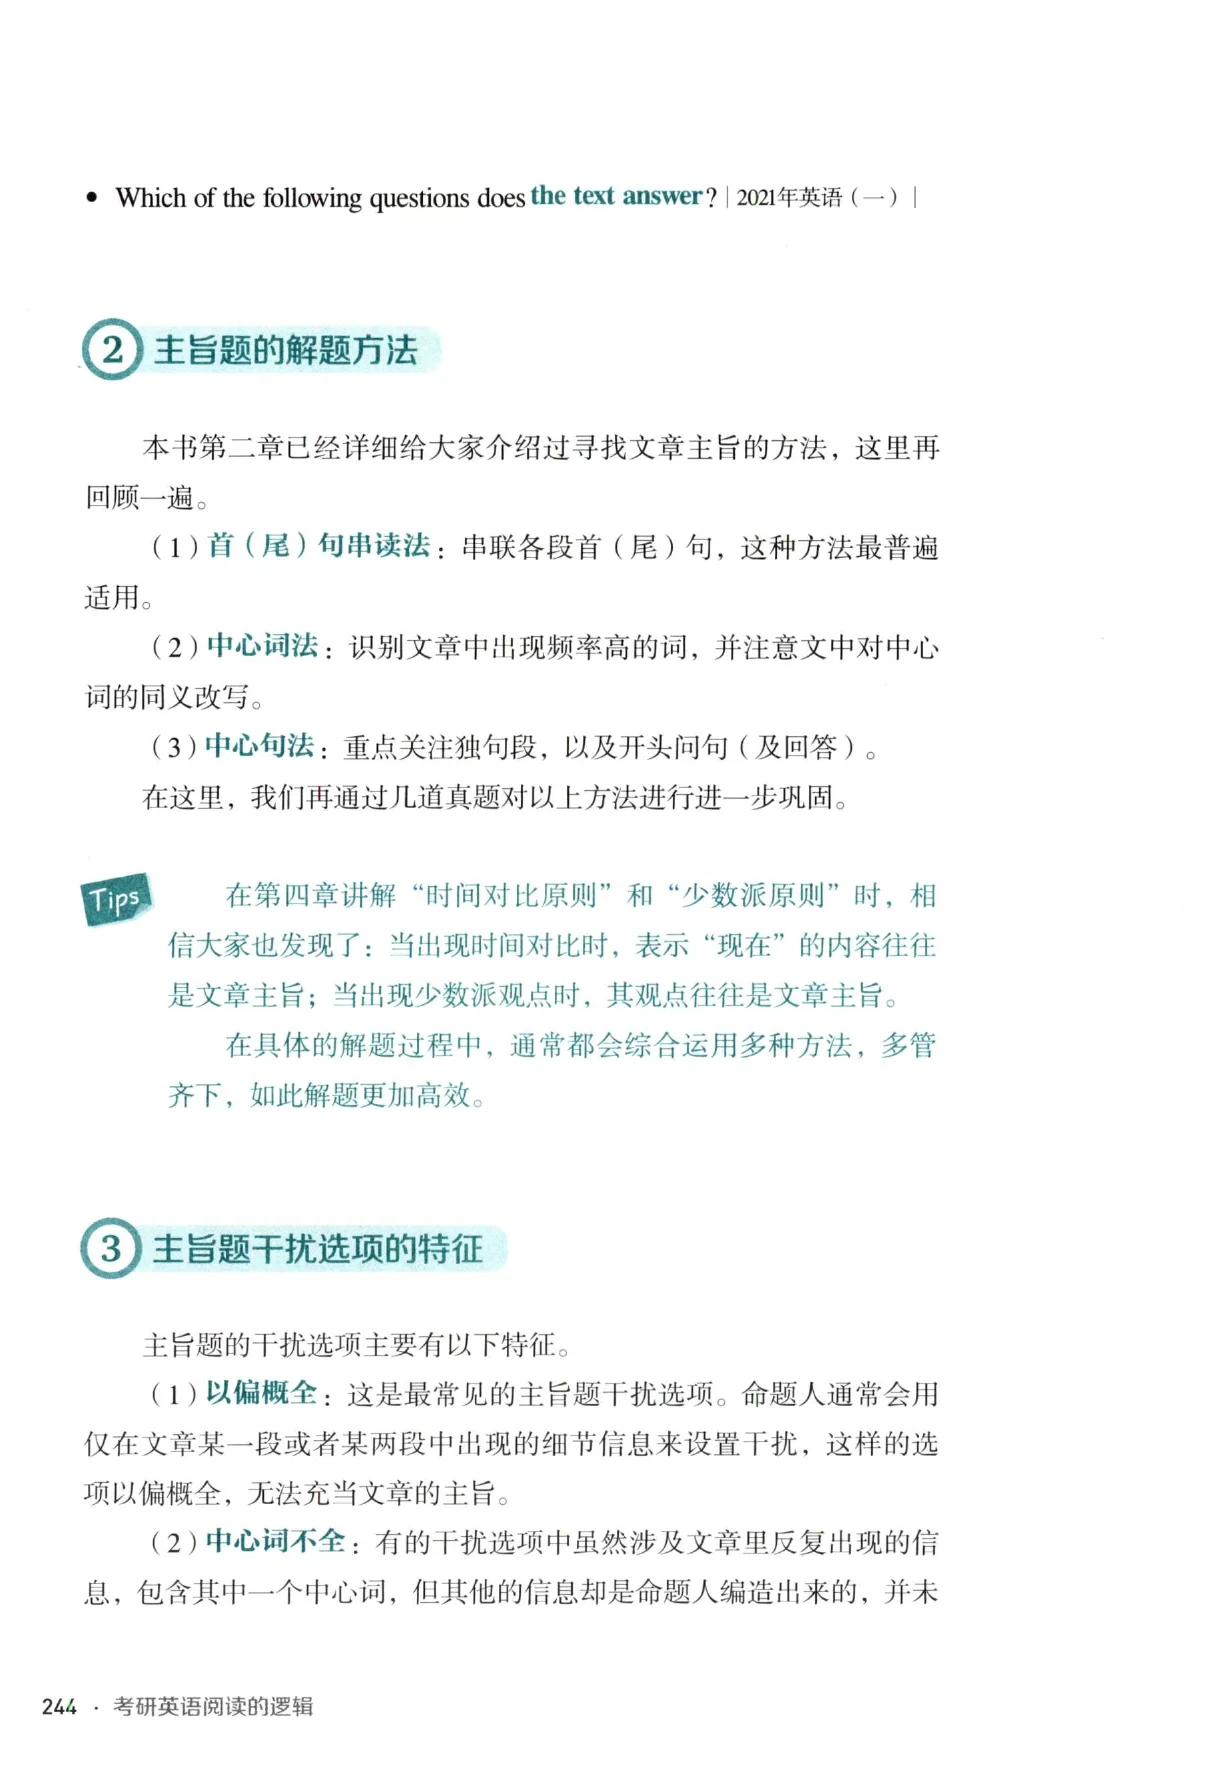 • Which of the following questions does the text answer? | 2021年英语（一） |
2 主旨题的解题方法
本书第二章已经详细给大家介绍过寻找文章主旨的方法，这里再
回顾一遍。
（1）首（尾）句串读法：串联各段首（尾）句，这种方法最普遍
适用。
（2）中心词法：识别文章中出现频率高的词，并注意文中对中心
词的同义改写。
（3）中心句法：重点关注独句段，以及开头问句（及回答）。
在这里，我们再通过几道真题对以上方法进行进一步巩固。
Tips 在第四章讲解“时间对比原则”和“少数派原则”时，相
信大家也发现了：当出现时间对比时，表示“现在”的内容往往
是文章主旨；当出现少数派观点时，其观点往往是文章主旨。
在具体的解题过程中，通常都会综合运用多种方法，多管
齐下，如此解题更加高效。
3 主旨题干扰选项的特征
主旨题的干扰选项主要有以下特征。
（1）以偏概全：这是最常见的主旨题干扰选项。命题人通常会用
仅在文章某一段或者某两段中出现的细节信息来设置干扰，这样的选
项以偏概全，无法充当文章的主旨。
（2）中心词不全：有的干扰选项中虽然涉及文章里反复出现的信
息，包含其中一个中心词，但其他的信息却是命题人编造出来的，并未
244 · 考研英语阅读的逻辑